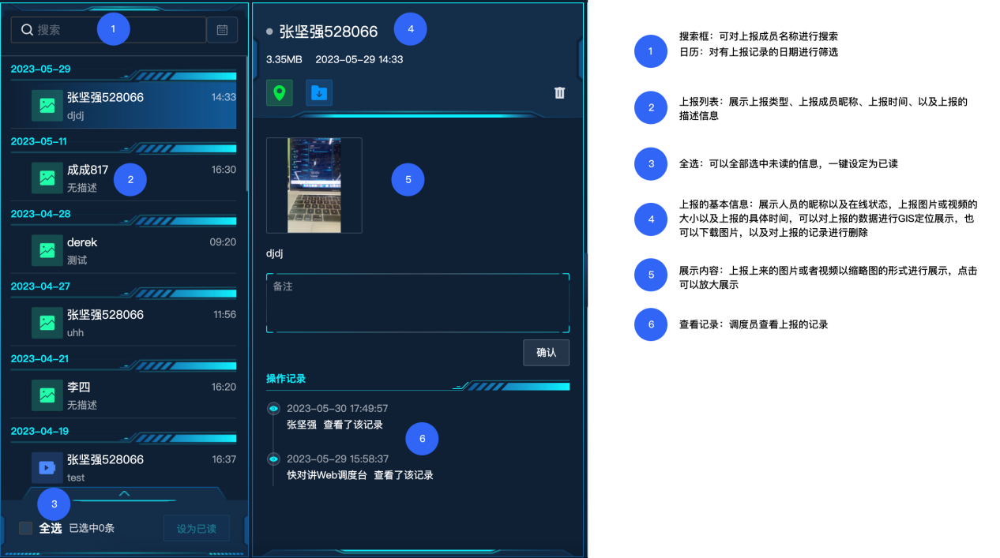 搜索
1
2023-05-29
张坚强528066
14:33
djdj
2023-05-11
成成817
16:30
无描述
2
2023-04-28
derek
09:20
测试
2023-04-27
张坚强528066
11:56
uhh
2023-04-21
李四
16:20
无描述
2023-04-19
张坚强528066
16:37
test
3
全选
已选中0条
设为已读
张坚强528066
4
3.35MB
2023-05-29 14:33
5
djdj
备注
确认
操作记录
2023-05-30 17:49:57
张坚强 查看了该记录
6
2023-05-29 15:58:37
快对讲Web调度台 查看了该记录
1
搜索框：可对上报成员名称进行搜索
日历：对有上报记录的日期进行筛选
2
上报列表：展示上报类型、上报成员昵称、上报时间、以及上报的
描述信息
3
全选：可以全部选中未读的信息，一键设定为已读
4
上报的基本信息：展示人员的昵称以及在线状态，上报图片或视频的
大小以及上报的具体时间，可以对上报的数据进行GIS定位展示，也
可以下载图片，以及对上报的记录进行删除
5
展示内容：上报上来的图片或者视频以缩略图的形式进行展示，点击
可以放大展示
6
查看记录：调度员查看上报的记录